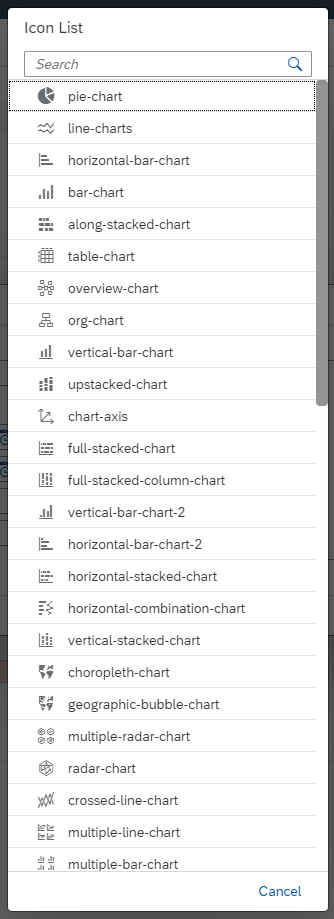 Icon List
Search
pie-chart
line-charts
horizontal-bar-chart
bar-chart
along-stacked-chart
table-chart
overview-chart
org-chart
vertical-bar-chart
upstacked-chart
chart-axis
full-stacked-chart
full-stacked-column-chart
vertical-bar-chart-2
horizontal-bar-chart-2
horizontal-stacked-chart
horizontal-combination-chart
vertical-stacked-chart
choropleth-chart
geographic-bubble-chart
multiple-radar-chart
radar-chart
crossed-line-chart
multiple-line-chart
multiple-bar-chart
Cancel